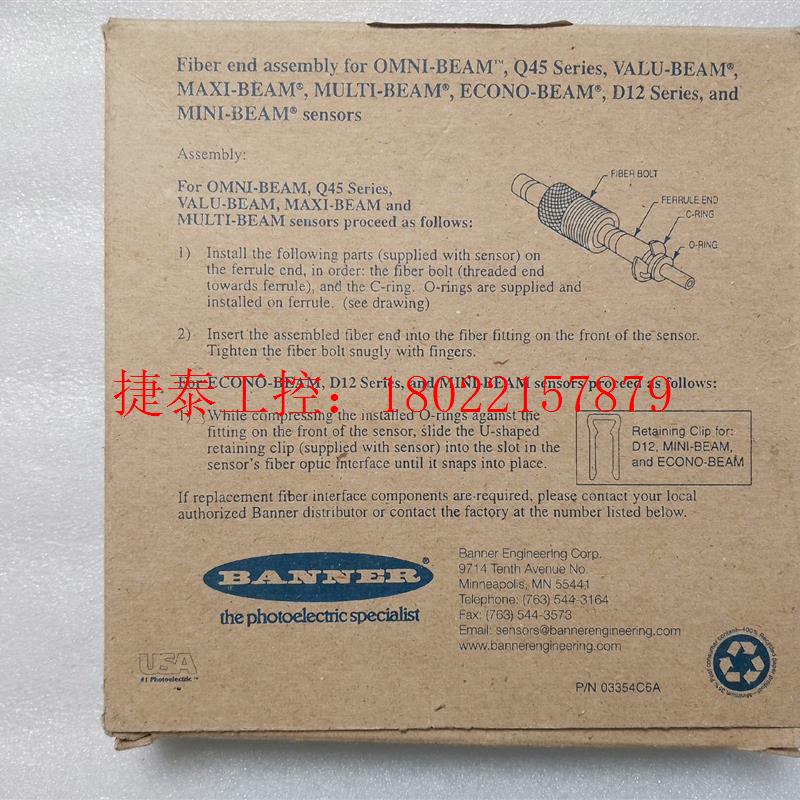 Fiber end assembly for OMNI-BEAM™, Q45 Series, VALU-BEAM®,
MAXI-BEAM®, MULTI-BEAM®, ECONO-BEAM®, D12 Series, and
MINI-BEAM® sensors
Assembly:
For OMNI-BEAM, Q45 Series,
VALU-BEAM, MAXI-BEAM and
MULTI-BEAM sensors proceed as follows:
FIBER BOLT
FERRULE END
C-RING
O-RING
1) Install the following parts (supplied with sensor) on
the ferrule end, in order: the fiber bolt (threaded end
towards ferrule), and the C-ring. O-rings are supplied and
installed on ferrule. (see drawing)
2) Insert the assembled fiber end into the fiber fitting on the front of the sensor.
Tighten the fiber bolt snugly with fingers.
For ECONO-BEAM, D12 Series, and MINI-BEAM sensors proceed as follows:
捷泰工控：18022157879
1) While compressing the installed O-rings against the
fitting on the front of the sensor, slide the U-shaped
retaining clip (supplied with sensor) into the slot in the
sensor's fiber optic interface until it snaps into place.
Retaining Clip for:
D12, MINI-BEAM,
and ECONO-BEAM
If replacement fiber interface components are required, please contact your local
authorized Banner distributor or contact the factory at the number listed below.
BANNER®
the photoelectric specialist
Banner Engineering Corp.
9714 Tenth Avenue No.
Minneapolis, MN 55441
Telephone: (763) 544-3164
Fax: (763) 544-3573
Email: sensors@bannerengineering.com
www.bannerengineering.com
USA
#1 Photoelectric™
P/N 03354C6A